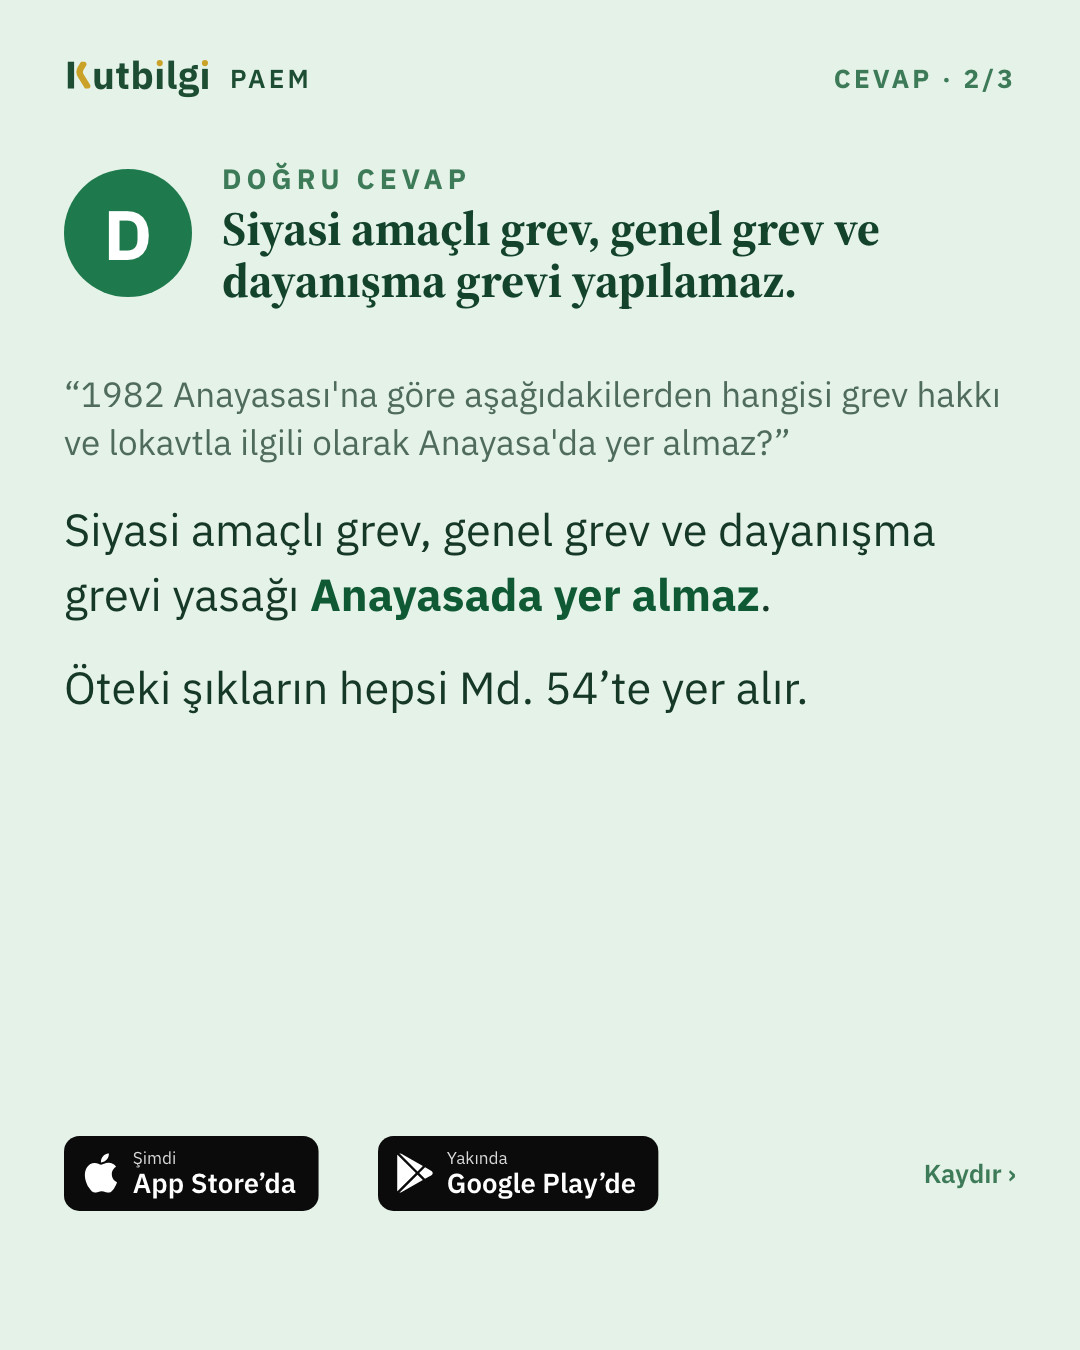 Kutbilgi PAEM
CEVAP · 2/3
D
DOĞRU CEVAP
Siyasi amaçlı grev, genel grev ve
dayanışma grevi yapılamaz.
“1982 Anayasası'na göre aşağıdakilerden hangisi grev hakkı
ve lokavtla ilgili olarak Anayasa'da yer almaz?”
Siyasi amaçlı grev, genel grev ve dayanışma
grevi yasağı Anayasada yer almaz.
Öteki şıkların hepsi Md. 54’te yer alır.
Şimdi
App Store’da
Yakında
Google Play’de
Kaydır ›